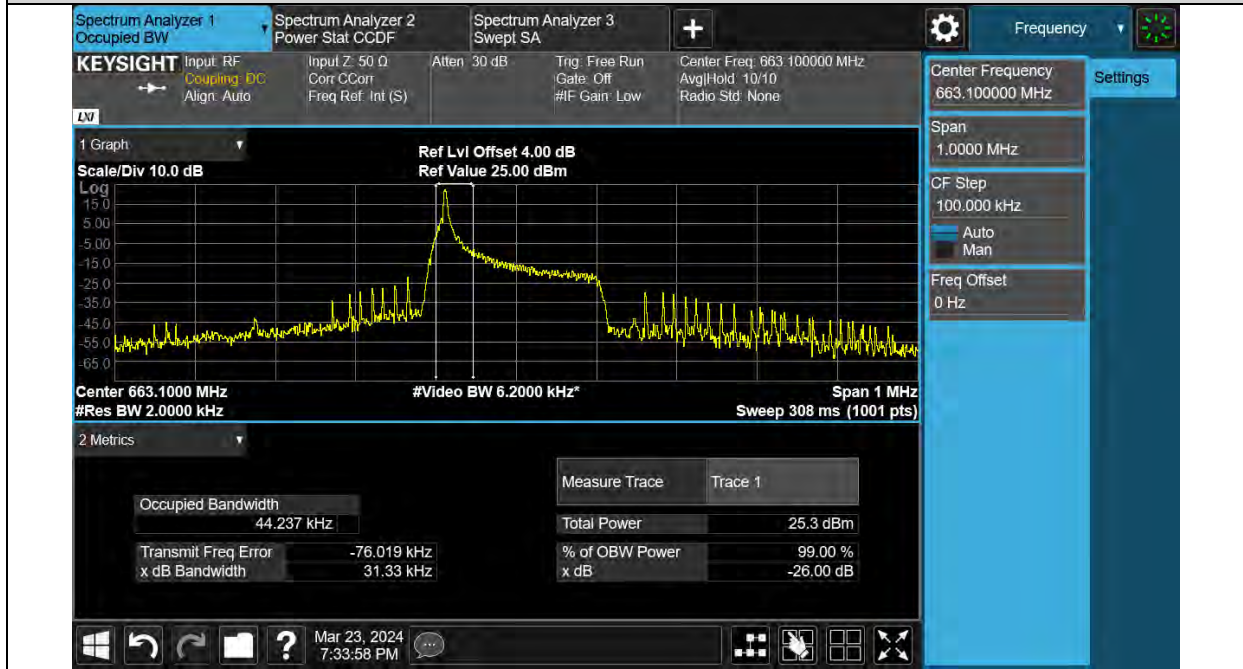 Spectrum Analyzer 1
Occupied BW
Spectrum Analyzer 2
Power Stat CCDF
Spectrum Analyzer 3
Swept SA
Frequency
KEYSIGHT
Input: RF
Coupling: DC
Align: Auto
Input Z: 50 Ω
Corr CCorr
Freq Ref: Int (S)
Atten: 30 dB
Trig: Free Run
Gate: Off
#IF Gain: Low
Center Freq: 663.100000 MHz
Avg|Hold: 10/10
Radio Std: None
LXI
Center Frequency
663.100000 MHz
Settings
Span
1.0000 MHz
CF Step
100.000 kHz
Auto
Man
Freq Offset
0 Hz
1 Graph
Scale/Div 10.0 dB
Ref Lvl Offset 4.00 dB
Ref Value 25.00 dBm
Log
15.0
5.00
-5.00
-15.0
-25.0
-35.0
-45.0
-55.0
-65.0
Center 663.1000 MHz
#Video BW 6.2000 kHz*
Span 1 MHz
#Res BW 2.0000 kHz
Sweep 308 ms (1001 pts)
2 Metrics
Measure Trace
Trace 1
Occupied Bandwidth
44.237 kHz
Total Power
25.3 dBm
Transmit Freq Error
-76.019 kHz
% of OBW Power
99.00 %
x dB Bandwidth
31.33 kHz
x dB
-26.00 dB
?
Mar 23, 2024
7:33:58 PM